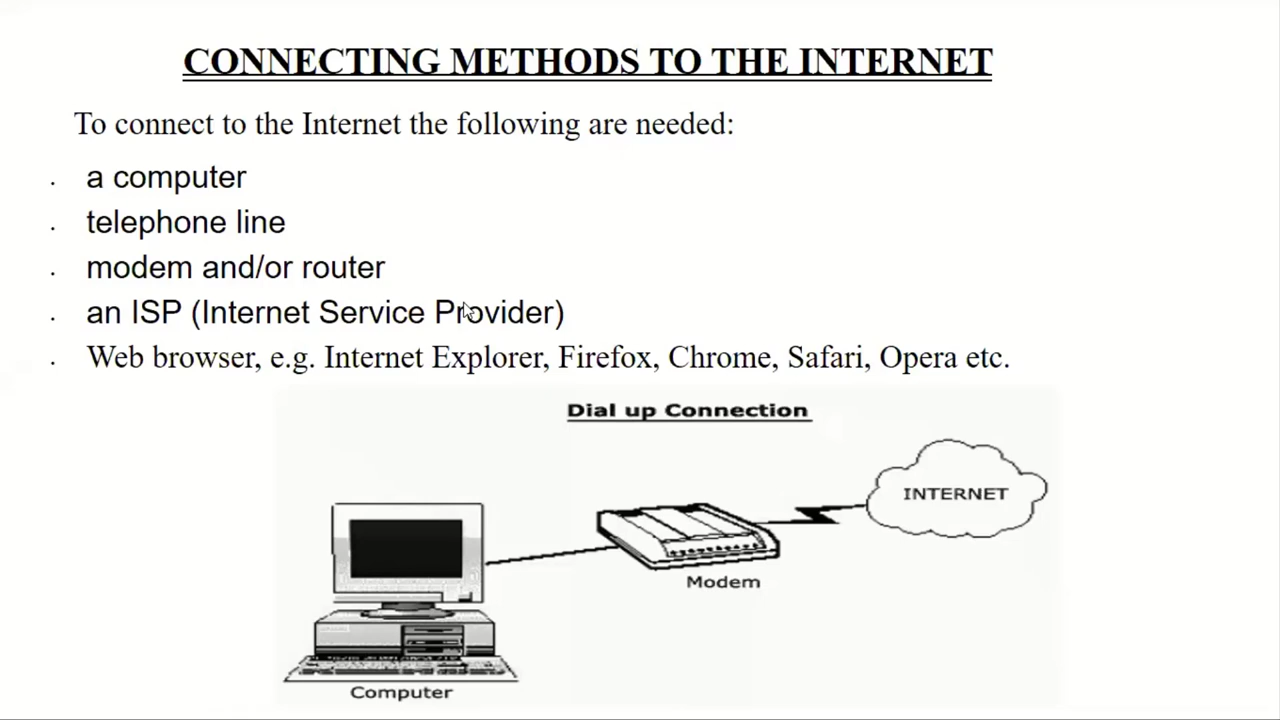 CONNECTING METHODS TO THE INTERNET
To connect to the Internet the following are needed:
· a computer
· telephone line
· modem and/or router
· an ISP (Internet Service Provider)
· Web browser, e.g. Internet Explorer, Firefox, Chrome, Safari, Opera etc.
Dial up Connection
INTERNET
Modem
Computer